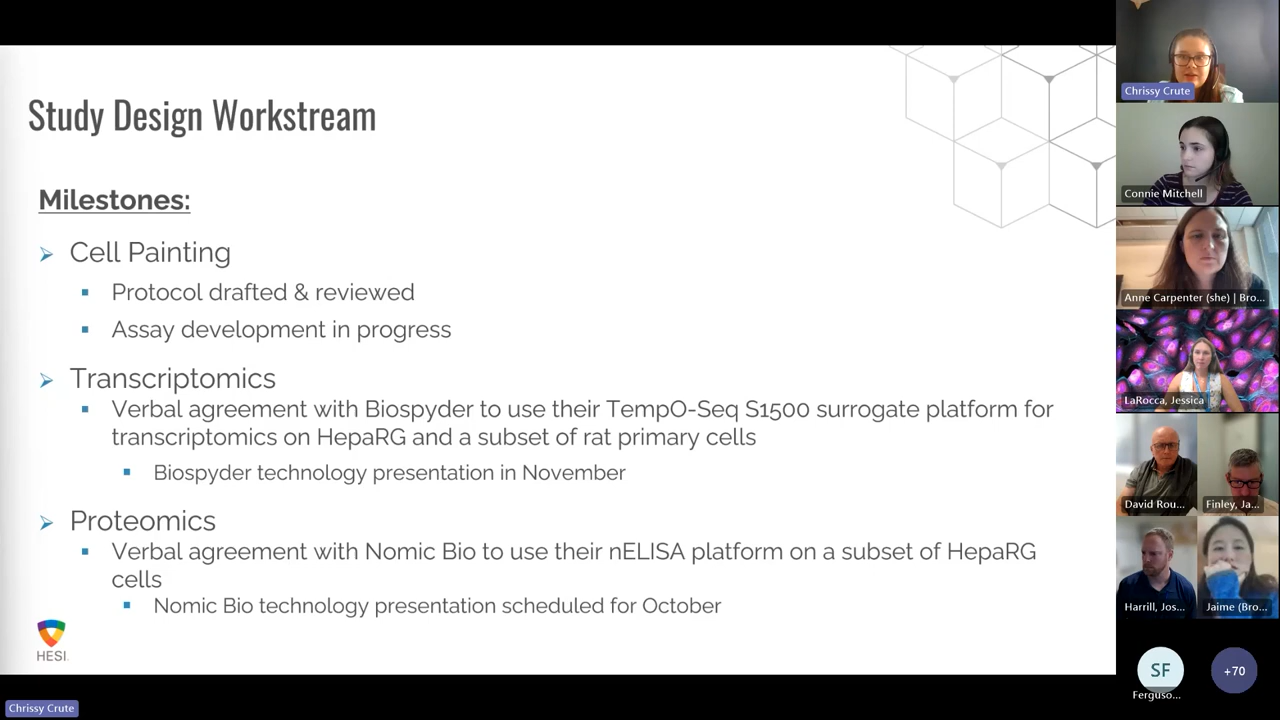 Study Design Workstream
Milestones:
Cell Painting
Protocol drafted & reviewed
Assay development in progress
Transcriptomics
Verbal agreement with Biospyder to use their TempO-Seq S1500 surrogate platform for
transcriptomics on HepaRG and a subset of rat primary cells
Biospyder technology presentation in November
Proteomics
Verbal agreement with Nomic Bio to use their nELISA platform on a subset of HepaRG
cells
Nomic Bio technology presentation scheduled for October
HESI
Chrissy Crute
Chrissy Crute
Connie Mitchell
Anne Carpenter (she) | Bro...
LaRocca, Jessica
David Rou...
Finley, Ja...
Harrill, Jos...
Jaime (Bro...
SF
Ferguso...
+70